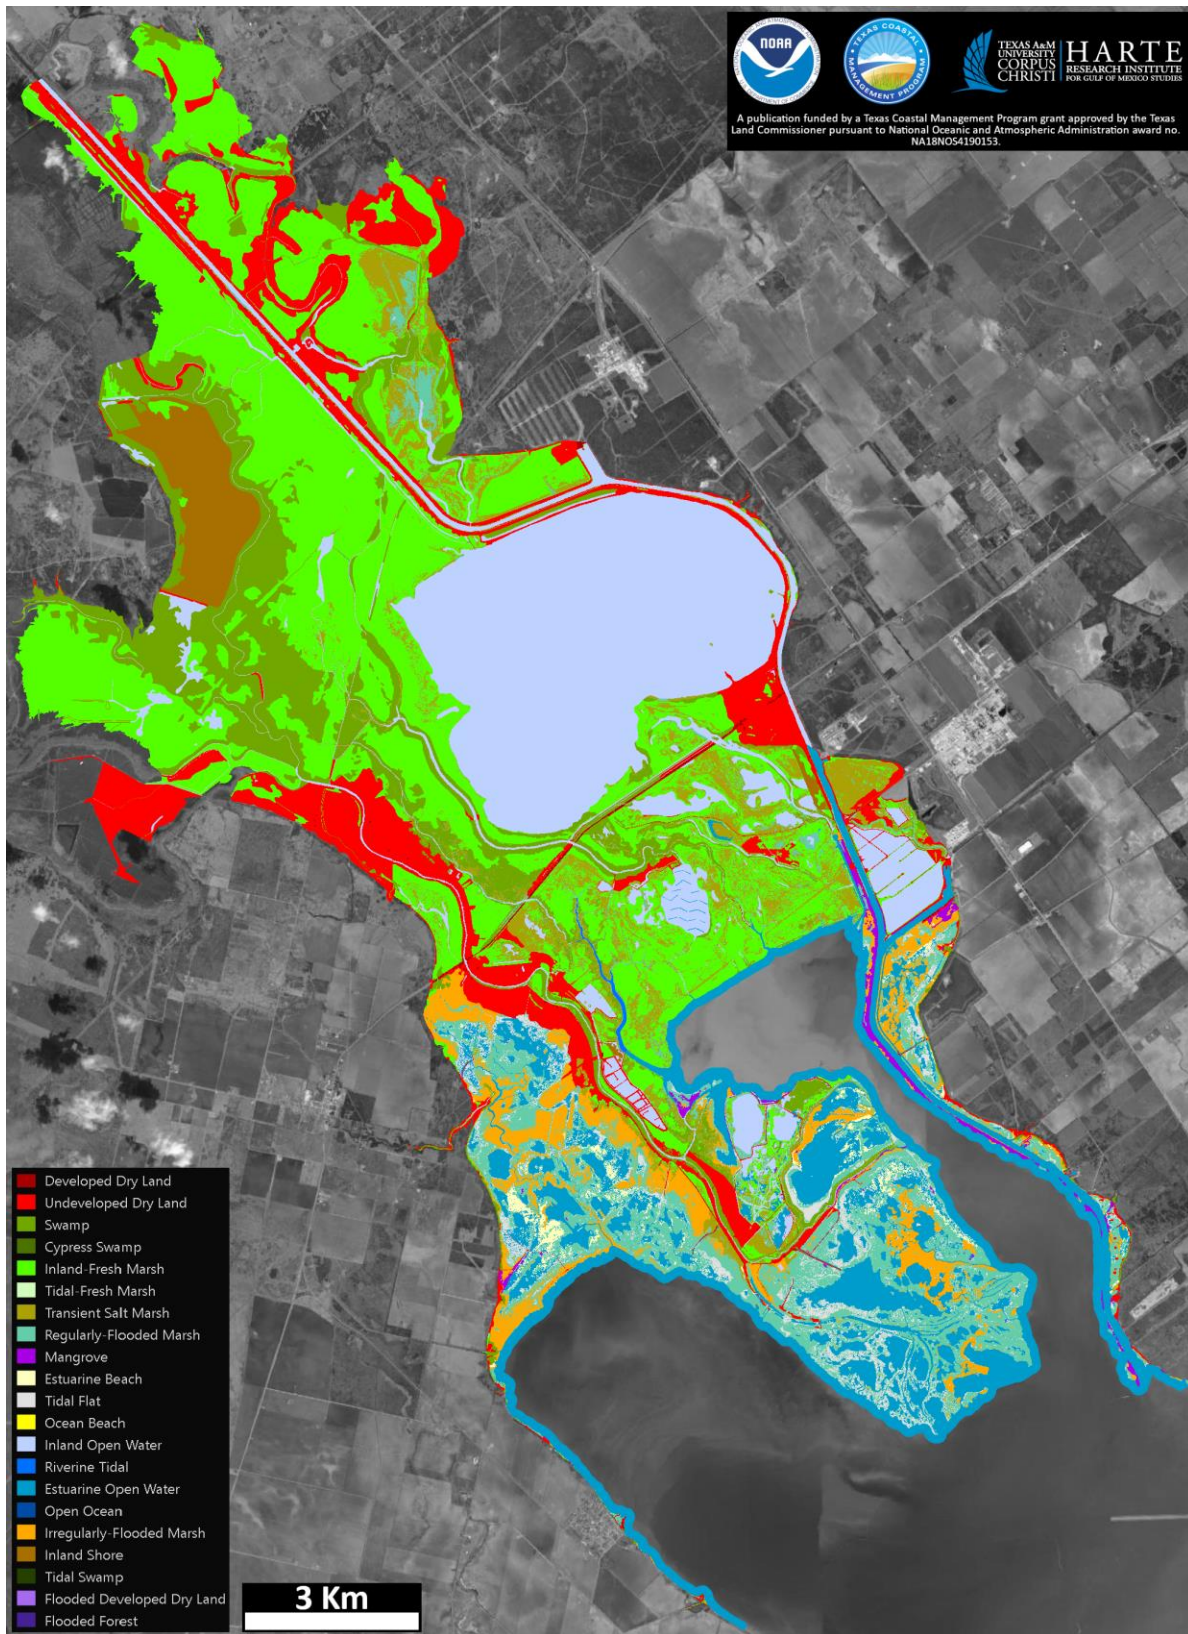 NOAA
TEXAS COASTAL
MANAGEMENT PROGRAM
TEXAS A&M
UNIVERSITY
CORPUS
CHRISTI
HARTE
RESEARCH INSTITUTE
FOR GULF OF MEXICO STUDIES
A publication funded by a Texas Coastal Management Program grant approved by the Texas
Land Commissioner pursuant to National Oceanic and Atmospheric Administration award no.
NA18NOS4190153.
Developed Dry Land
Undeveloped Dry Land
Swamp
Cypress Swamp
Inland-Fresh Marsh
Tidal-Fresh Marsh
Transient Salt Marsh
Regularly-Flooded Marsh
Mangrove
Estuarine Beach
Tidal Flat
Ocean Beach
Inland Open Water
Riverine Tidal
Estuarine Open Water
Open Ocean
Irregularly-Flooded Marsh
Inland Shore
Tidal Swamp
Flooded Developed Dry Land
Flooded Forest
3 Km